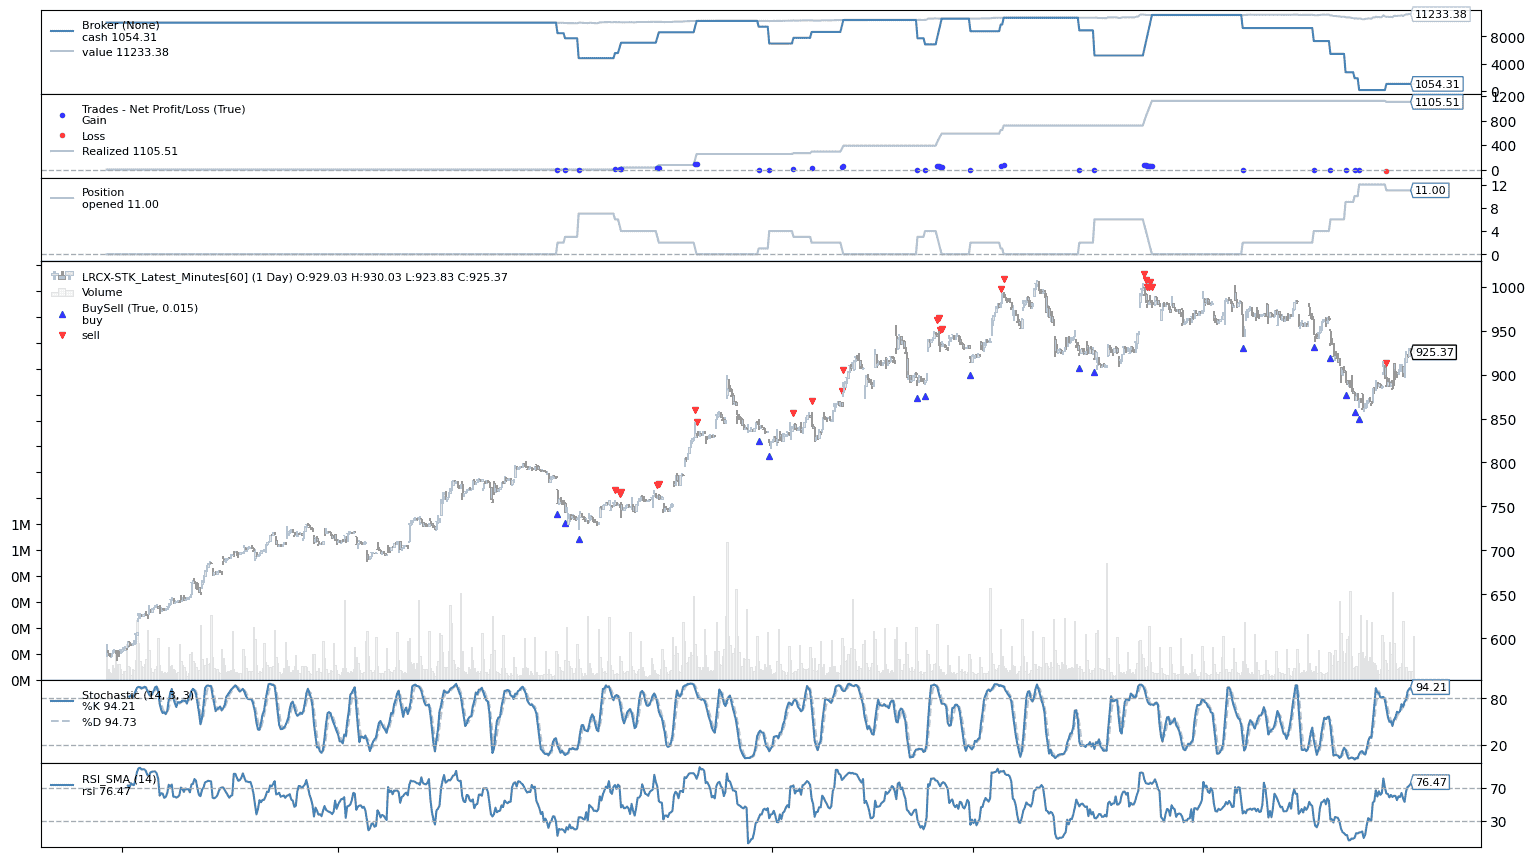 Broker (None)
cash 1054.31
value 11233.38
11233.38
8000
4000
1054.31
0
Trades - Net Profit/Loss (True)
Gain
Loss
Realized 1105.51
1200
1105.51
800
400
0
Position
opened 11.00
12
11.00
8
4
0
LRCX-STK_Latest_Minutes[60] (1 Day) O:929.03 H:930.03 L:923.83 C:925.37
Volume
BuySell (True, 0.015)
buy
sell
1000
950
925.37
900
850
800
750
700
650
600
1M
1M
0M
0M
0M
0M
0M
Stochastic (14, 3, 3)
%K 94.21
%D 94.73
94.21
80
20
RSI_SMA (14)
rsi 76.47
76.47
70
30